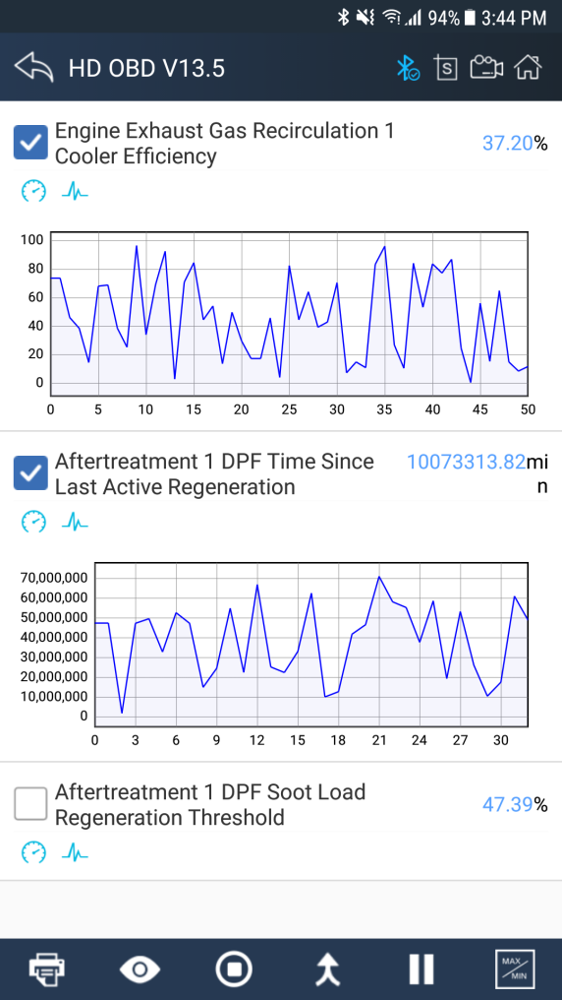 94% 3:44 PM
HD OBD V13.5
S
Engine Exhaust Gas Recirculation 1
Cooler Efficiency
37.20%
100
80
60
40
20
0
0 5 10 15 20 25 30 35 40 45 50
Aftertreatment 1 DPF Time Since
Last Active Regeneration
10073313.82mi
n
70,000,000
60,000,000
50,000,000
40,000,000
30,000,000
20,000,000
10,000,000
0
0 3 6 9 12 15 18 21 24 27 30
Aftertreatment 1 DPF Soot Load
Regeneration Threshold
47.39%
MAX
MIN